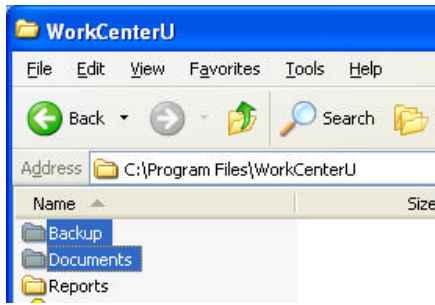 WorkCenterU
File Edit View Favorites Tools Help
Back Search
Address C:\Program Files\WorkCenterU
Name Size
Backup
Documents
Reports